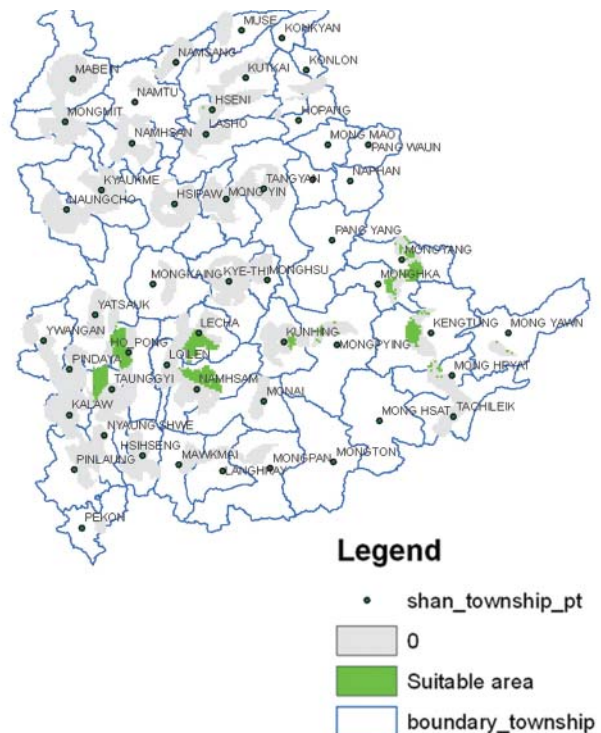 MUSE
KONKYAN
NAMSANG
KONLON
MABEIN
KUTKAI
NAMTU
HSENI
HOPANG
MONGMIT
LASHO
NAMHSAN
MONG MAO
PANG WAUN
KYAUKME
TANGYAN
NAPHAN
NAUNGCHO
HSIPAW
MONG YIN
PANG YANG
MONGYANG
MONGKAING
KYE-THI
MONGHSU
MONGHKA
YATSAUK
YWANGAN
LECHA
KUNHING
KENGTUNG
MONG YAWN
HO_PONG
MONGPYING
PINDAYA
LOILEN
MONG HPYAT
TAUNGGYI
NAMHSAM
MONAI
KALAW
MONG HSAT
TACHILEIK
NYAUNG SHWE
HSIHSENG
MAWKMAI
MONGPAN
MONGTON
PINLAUNG
LANGHKAY
PEKON
Legend
shan_township_pt
0
Suitable area
boundary_township